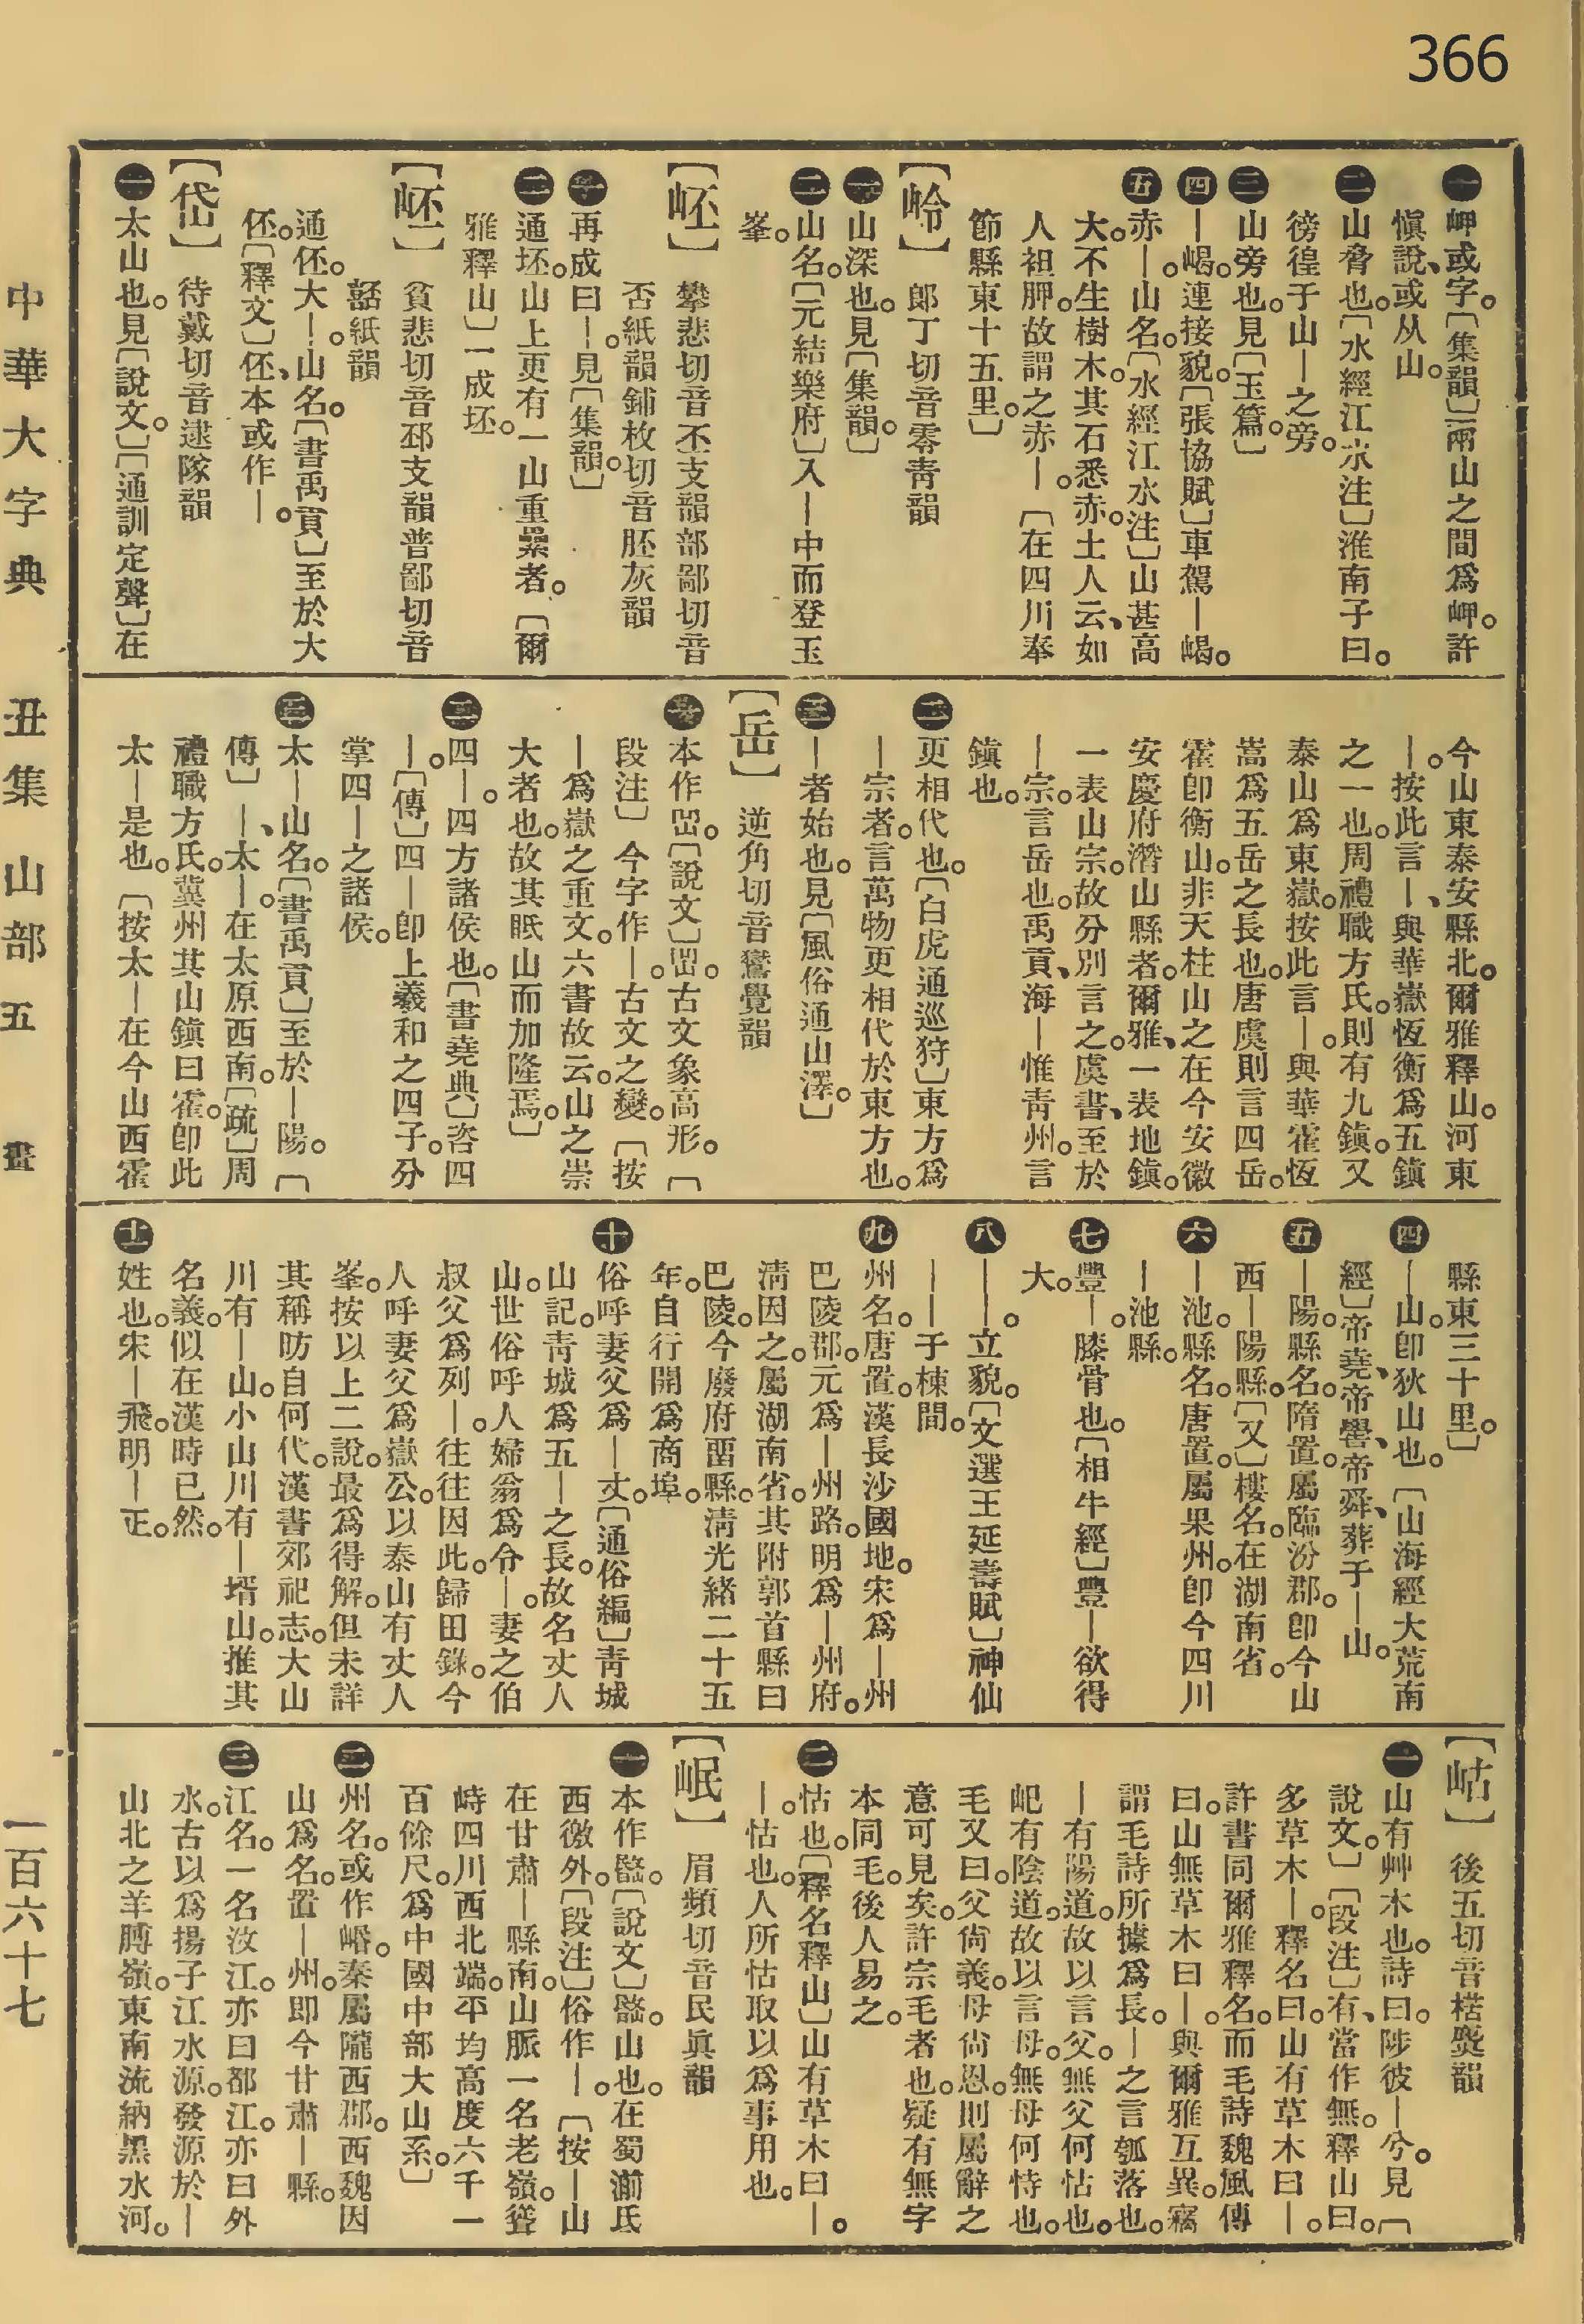 366
㊀岬或字。〔集韻〕兩山之間爲岬。許
愼說、或从山。
㊁山脅也。〔水經江水注〕淮南子曰。
徬徨于山｜之旁。
㊂山旁也。見〔玉篇。〕
㊃｜嵑。連接貌。〔張協賦〕車駕｜嵑。
㊄赤｜。山名。〔水經江水注〕山甚高
大。不生樹木。其石悉赤。土人云、如
人袒胛。故謂之赤｜。〔在四川奉
節縣東十五里。〕
【岭】郞丁切音零靑韻
㊀山深也。見〔集韻。〕
㊁山名。〔元結樂府〕入｜中而登玉
峯。
【岯】攀悲切音丕支韻部鄙切音
否紙韻鋪枚切音胚灰韻
㊀再成曰｜。見〔集韻。〕
㊁通坯。山上更有一山重纍者。〔爾
雅釋山〕一成坯。
【岯】貧悲切音邳支韻普鄙切音
嚭紙韻
通伾。大｜。山名。〔書禹貢〕至於大
伾。〔釋文〕伾、本或作｜。
【岱】待戴切音逮隊韻
㊀太山也。見〔說文。〕〔通訓定聲〕在
今山東泰安縣北。爾雅釋山。河東
｜。按此言｜、與華嶽恆衡爲五鎭
之一也。周禮職方氏。則有九鎭。又
泰山爲東嶽。按此言｜。與華霍恆
嵩爲五岳之長也。唐虞則言四岳。
霍卽衡山。非天柱山之在今安徽
安慶府潛山縣者。爾雅、一表地鎭。
一表山宗。故分別言之。虞書、至於
｜宗。言岳也。禹貢、海｜惟靑州。言
鎭也。
㊁更相代也。〔白虎通巡狩〕東方爲
｜宗者。言萬物更相代於東方也。
㊂｜者始也。見〔風俗通山澤。〕
【岳】逆角切音鸑覺韻
㊀本作𡶳。〔說文〕𡶳。古文象高形。〔
段注〕今字作｜。古文之變。〔按
｜爲嶽之重文。六書故云。山之崇
大者也。故其眂山而加隆焉。〕
㊁四｜。四方諸侯也。〔書堯典〕咨四
｜。〔傳〕四｜卽上羲和之四子。分
掌四｜之諸侯。
㊂太｜山名。〔書禹貢〕至於｜陽。〔
傳〕｜、太｜。在太原西南。〔疏〕周
禮職方氏。冀州其山鎭曰霍。卽此
太｜是也。〔按太｜在今山西霍
縣東三十里。〕
㊃｜山。卽狄山也。〔山海經大荒南
經〕帝堯、帝嚳、帝舜、葬于｜山。
㊄｜陽。縣名。隋置。屬臨汾郡。卽今山
西｜陽縣。〔又〕樓名。在湖南省。
㊅｜池。縣名。唐置。屬果州。卽今四川
｜池縣。
㊆豐｜。膝骨也。〔相牛經〕豐｜欲得
大。
㊇｜｜。立貌。〔文選王延壽賦〕神仙
｜｜于棟間。
㊈州名。唐置。漢長沙國地。宋爲｜州
巴陵郡。元爲｜州路。明爲｜州府。
淸因之。屬湖南省。其附郭首縣曰
巴陵。今廢府留縣。淸光緖二十五
年。自行開爲商埠。
㊉俗呼妻父爲｜丈。〔通俗編〕靑城
山記。靑城爲五｜之長。故名丈人
山。世俗呼人婦翁爲令｜。妻之伯
叔父爲列｜。往往因此。歸田錄。今
人呼妻父爲嶽公。以泰山有丈人
峯。按以上二說。最爲得解。但未詳
其稱昉自何代。漢書郊祀志。大山
川有｜山。小山川有｜壻山。推其
名義。似在漢時已然。
⑪姓也。宋｜飛。明｜正。
【岵】後五切音楛麌韻
㊀山有艸木也。詩曰。陟彼｜兮。見〔
說文。〕〔段注〕有、當作無。釋山曰。
多草木｜。釋名曰。山有草木曰｜。
許書同爾雅釋名。而毛詩魏風傳
曰。山無草木曰｜。與爾雅互異。竊
謂毛詩所據爲長。｜之言瓠落也。
｜有陽道。故以言父。無父何怙也。
屺有陰道。故以言母。無母何恃也。
毛又曰。父尙義。母尙恩。則屬辭之
意可見矣。許宗毛者也。疑有無字
本同毛。後人易之。
㊁怙也。〔釋名釋山〕山有草木曰｜。
｜。怙也。人所怙取以爲事用也。
【岷】眉頻切音民眞韻
㊀本作𡽗。〔說文〕𡽗。山也。在蜀湔氐
西徼外。〔段注〕俗作｜。〔按｜山
在甘肅｜縣南。山脈一名老嶺。聳
峙四川西北端。平均高度六千一
百餘尺。爲中國中部大山系。〕
㊁州名。或作㟭。秦屬隴西郡。西魏因
山爲名。置｜州。即今甘肅｜縣。
㊂江名。一名汶江。亦曰都江。亦曰外
水。古以爲揚子江水源。發源於｜
山北之羊膊嶺。東南流納黑水河。
中華大字典　丑集　山部　五畫　一百六十七